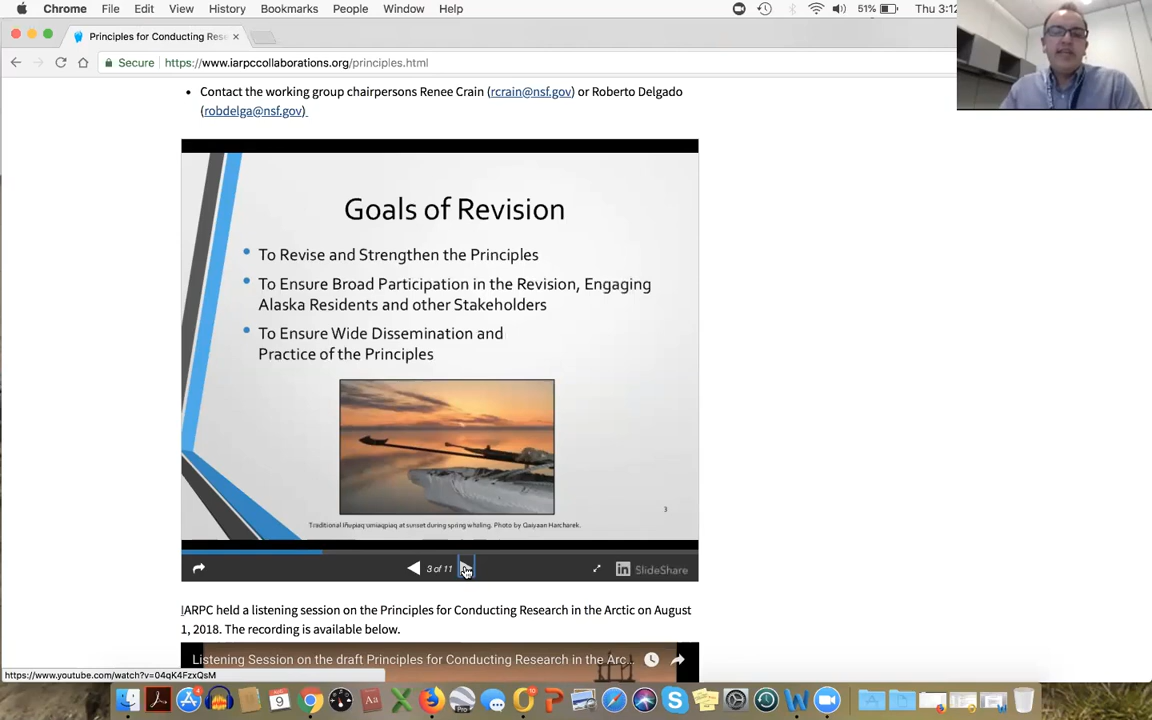 Chrome File Edit View History Bookmarks People Window Help 51% Thu 3:12
Principles for Conducting Res
Secure https://www.iarpccollaborations.org/principles.html
• Contact the working group chairpersons Renee Crain (rcrain@nsf.gov) or Roberto Delgado
(robdelga@nsf.gov)
Goals of Revision
• To Revise and Strengthen the Principles
• To Ensure Broad Participation in the Revision, Engaging
Alaska Residents and other Stakeholders
• To Ensure Wide Dissemination and
Practice of the Principles
3
Traditional Iñupiaq umiaqpiaq at sunset during spring whaling. Photo by Qaiyaan Harcharek.
3 of 11
in SlideShare
IARPC held a listening session on the Principles for Conducting Research in the Arctic on August
1, 2018. The recording is available below.
Listening Session on the draft Principles for Conducting Research in the Arc...
https://www.youtube.com/watch?v=04qK4FzxQsM